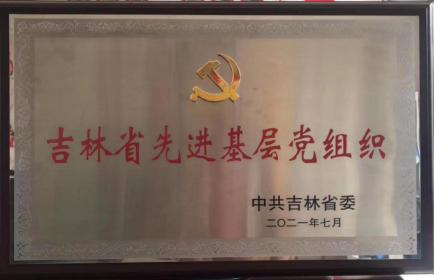 吉林省先进基层党组织
中共吉林省委
二〇二一年七月